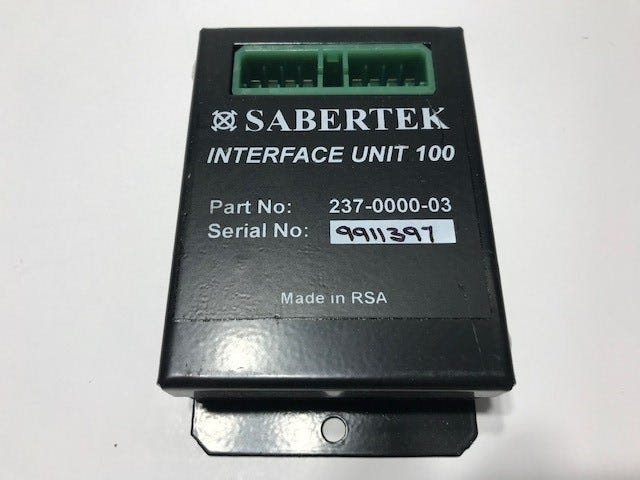 SABERTEK
INTERFACE UNIT 100
Part No: 237-0000-03
Serial No: 9911397
Made in RSA